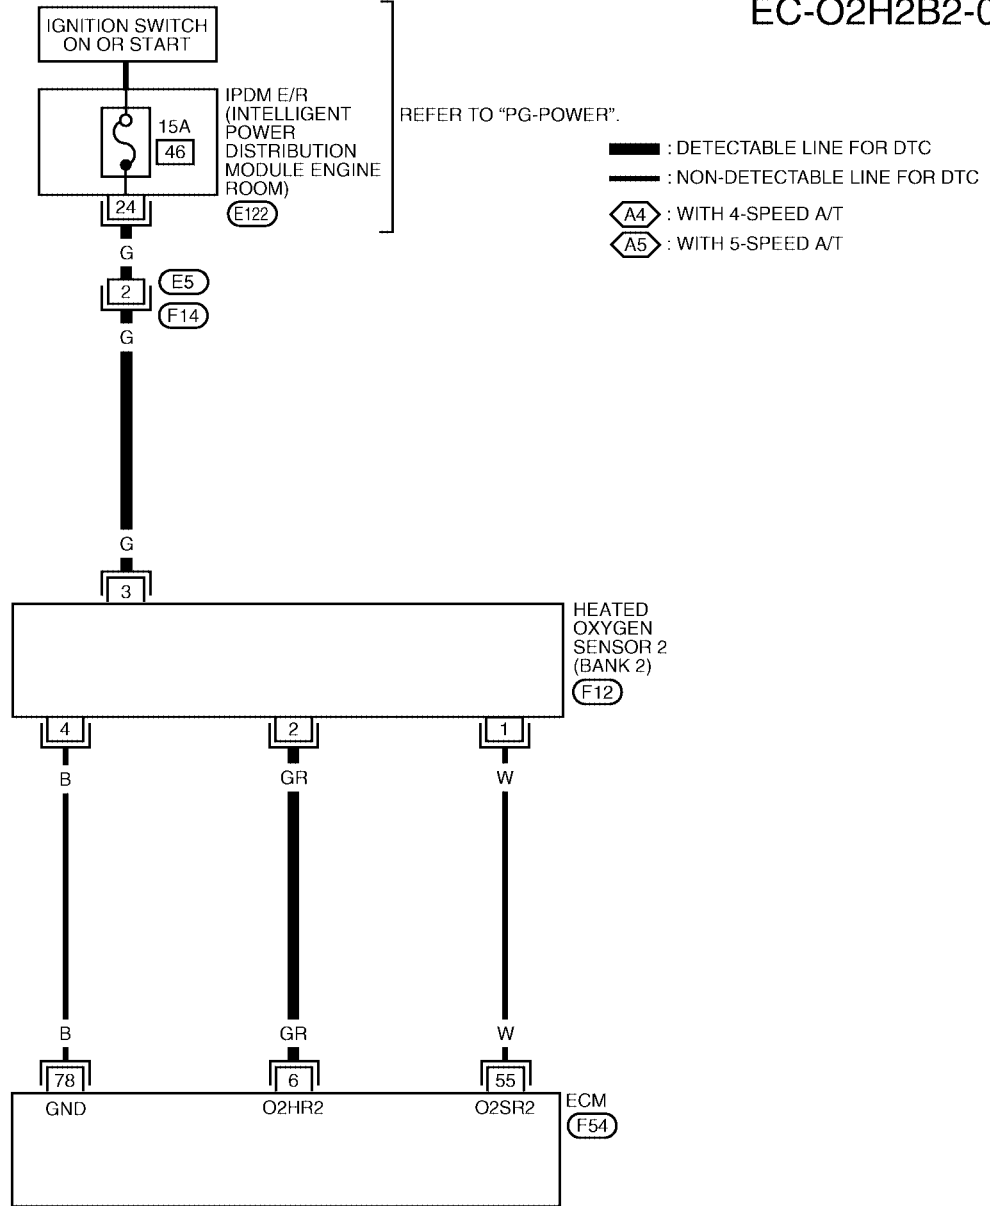 EC-O2H2B2-0
IGNITION SWITCH
ON OR START
IPDM E/R
(INTELLIGENT
POWER
DISTRIBUTION
MODULE ENGINE
ROOM)
E122
15A
46
REFER TO “PG-POWER”.
: DETECTABLE LINE FOR DTC
: NON-DETECTABLE LINE FOR DTC
A4 : WITH 4-SPEED A/T
A5 : WITH 5-SPEED A/T
24
G
2
E5
F14
G
G
3
HEATED
OXYGEN
SENSOR 2
(BANK 2)
F12
4 2 1
B GR W
B GR W
78 6 55
GND O2HR2 O2SR2
ECM
F54